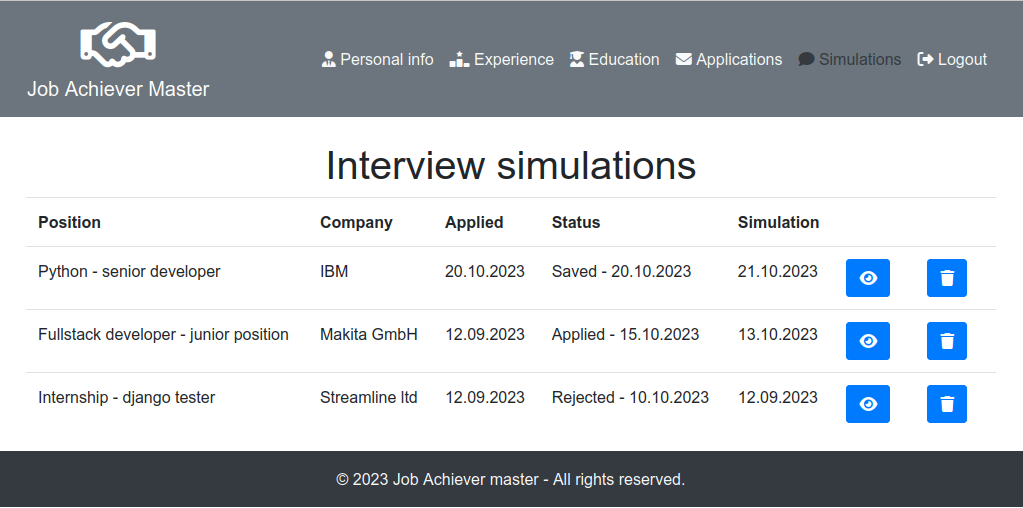 Job Achiever Master
Personal info Experience Education Applications Simulations Logout
Interview simulations
Position Company Applied Status Simulation
Python - senior developer IBM 20.10.2023 Saved - 20.10.2023 21.10.2023
Fullstack developer - junior position Makita GmbH 12.09.2023 Applied - 15.10.2023 13.10.2023
Internship - django tester Streamline ltd 12.09.2023 Rejected - 10.10.2023 12.09.2023
© 2023 Job Achiever master - All rights reserved.